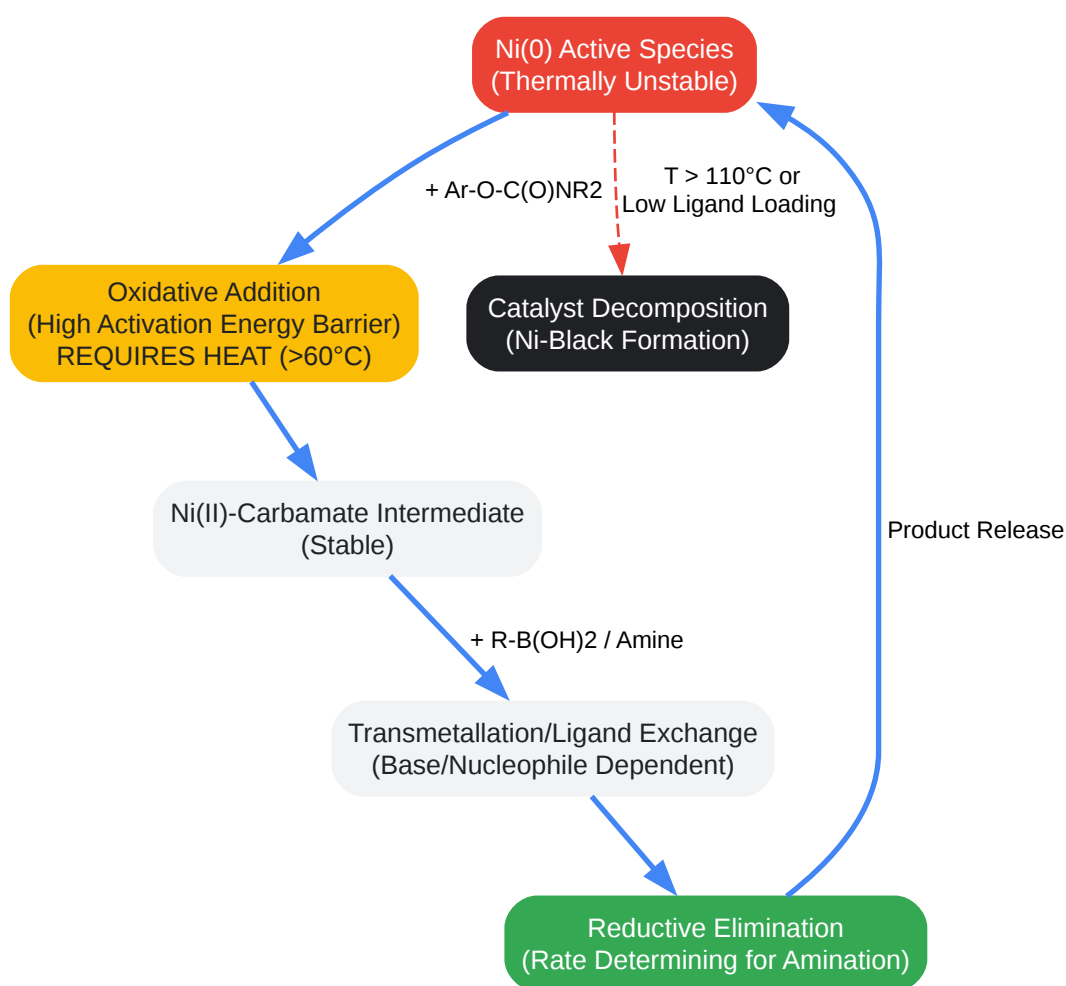 Ni(0) Active Species
(Thermally Unstable)
+ Ar-O-C(O)NR2
T > 110°C or
Low Ligand Loading
Oxidative Addition
(High Activation Energy Barrier)
REQUIRES HEAT (>60°C)
Catalyst Decomposition
(Ni-Black Formation)
Ni(II)-Carbamate Intermediate
(Stable)
Product Release
+ R-B(OH)2 / Amine
Transmetallation/Ligand Exchange
(Base/Nucleophile Dependent)
Reductive Elimination
(Rate Determining for Amination)